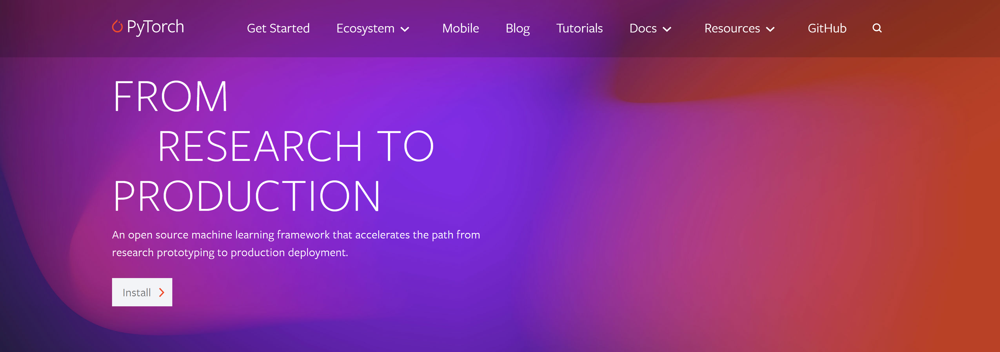 PyTorch
Get Started Ecosystem Mobile Blog Tutorials Docs Resources GitHub
FROM
RESEARCH TO
PRODUCTION
An open source machine learning framework that accelerates the path from
research prototyping to production deployment.
Install